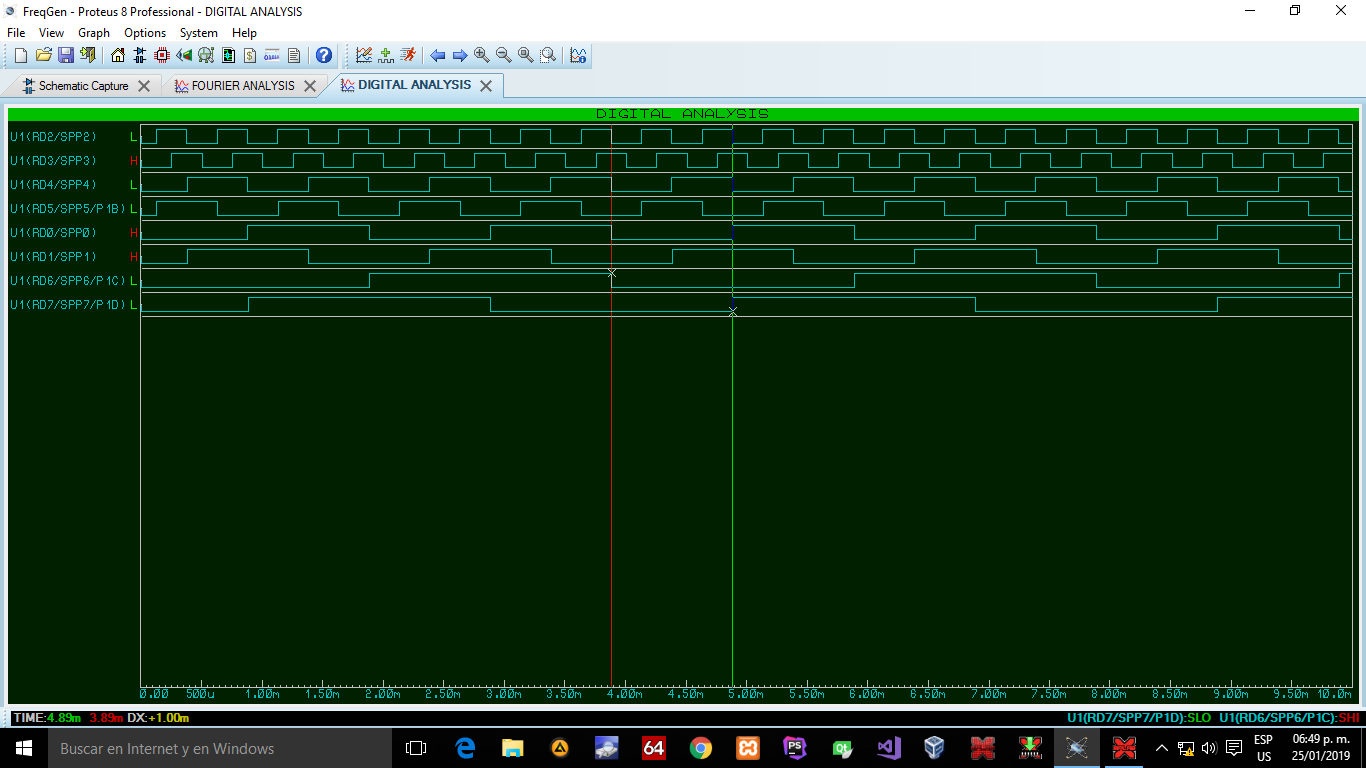 FreqGen - Proteus 8 Professional - DIGITAL ANALYSIS
File View Graph Options System Help
Schematic Capture FOURIER ANALYSIS DIGITAL ANALYSIS
DIGITAL ANALYSIS
U1(RD2/SPP2) L
U1(RD3/SPP3) H
U1(RD4/SPP4) L
U1(RD5/SPP5/P1B) L
U1(RD0/SPP0) H
U1(RD1/SPP1) H
U1(RD6/SPP6/P1C) L
U1(RD7/SPP7/P1D) L
0.00 500u 1.00m 1.50m 2.00m 2.50m 3.00m 3.50m 4.00m 4.50m 5.00m 5.50m 6.00m 6.50m 7.00m 7.50m 8.00m 8.50m 9.00m 9.50m 10.0m
TIME:4.89m 3.89m DX:+1.00m U1(RD7/SPP7/P1D):SLO U1(RD6/SPP6/P1C):SHI
Buscar en Internet y en Windows 64 PS Qt ESP US 06:49 p. m. 25/01/2019